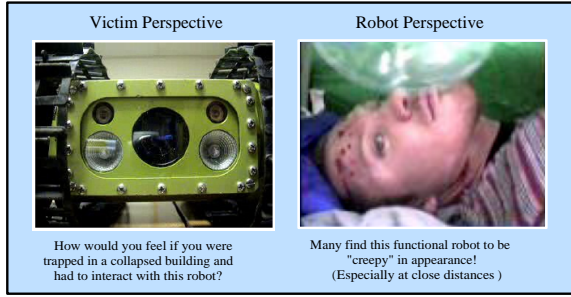 Victim Perspective
Robot Perspective
How would you feel if you were
trapped in a collapsed building and
had to interact with this robot?
Many find this functional robot to be
"creepy" in appearance!
(Especially at close distances )